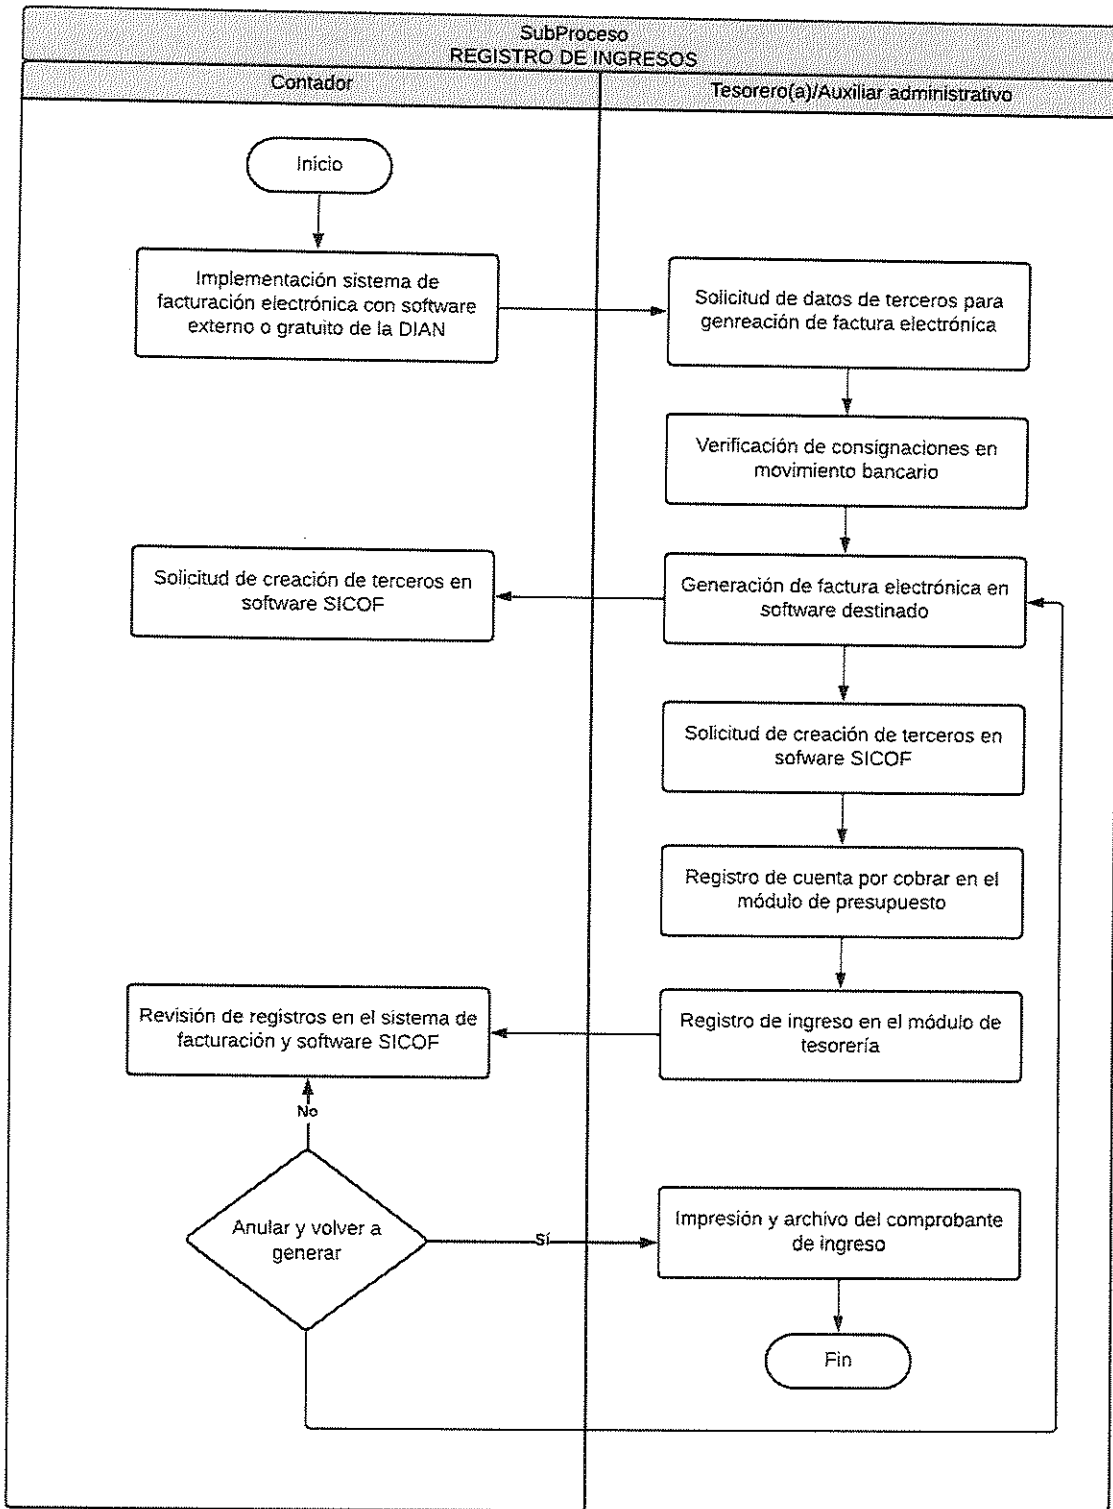 SubProceso
REGISTRO DE INGRESOS
Contador
Tesorero(a)/Auxiliar administrativo
Inicio
Implementación sistema de
facturación electrónica con software
externo o gratuito de la DIAN
Solicitud de datos de terceros para
genreación de factura electrónica
Verificación de consignaciones en
movimiento bancario
Solicitud de creación de terceros en
software SICOF
Generación de factura electrónica en
software destinado
Solicitud de creación de terceros en
sofware SICOF
Registro de cuenta por cobrar en el
módulo de presupuesto
Revisión de registros en el sistema de
facturación y software SICOF
Registro de ingreso en el módulo de
tesorería
No
Anular y volver a
generar
Sí
Impresión y archivo del comprobante
de ingreso
Fin